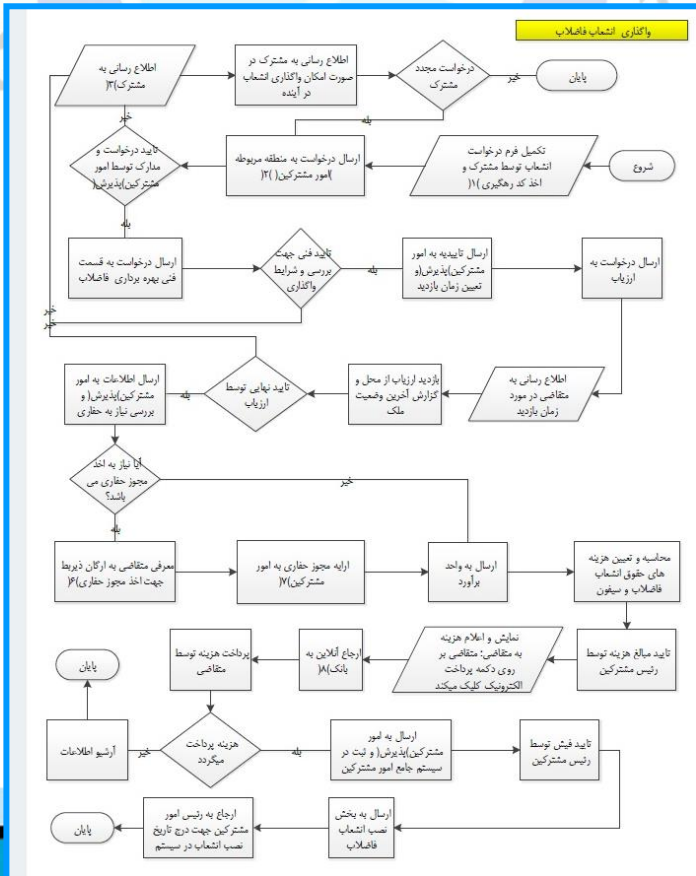 واگذاری انشعاب فاضلاب
اطلاع رسانی به
مشترک)۳(
اطلاع رسانی به مشترک در
صورت امکان واگذاری انشعاب
در آینده
درخواست مجدد
مشترک
خیر
پایان
بله
خیر
تایید درخواست و
مدارک توسط امور
مشترکین)پذیرش(
ارسال درخواست به منطقه مربوطه
)امور مشترکین( )۲(
تکمیل فرم درخواست
انشعاب توسط مشترک و
اخذ کد رهگیری )۱(
شروع
بله
ارسال درخواست به قسمت
فنی بهره برداری فاضلاب
تایید فنی جهت
بررسی و شرایط
واگذاری
بله
ارسال تاییدیه به امور
مشترکین)پذیرش(و
تعیین زمان بازدید
ارسال درخواست به
ارزیاب
خیر
خیر
ارسال اطلاعات به امور
مشترکین)پذیرش( و
بررسی نیاز به حفاری
بله
تایید نهایی توسط
ارزیاب
بازدید ارزیاب از محل و
گزارش آخرین وضعیت
ملک
اطلاع رسانی به
متقاضی در مورد
زمان بازدید
آیا نیاز به اخذ
مجوز حفاری می
باشد؟
خیر
بله
معرفی متقاضی به ارگان ذیربط
جهت اخذ مجوز حفاری)۶(
ارایه مجوز حفاری به امور
مشترکین)۷(
ارسال به واحد
برآورد
محاسبه و تعیین هزینه
های حقوق انشعاب
فاضلاب و سیفون
تایید مبالغ هزینه توسط
رئیس مشترکین
نمایش و اعلام هزینه
به متقاضی: متقاضی بر
روی دکمه پرداخت
الکترونیک کلیک میکند
ارجاع آنلاین به
بانک)۸(
پرداخت هزینه توسط
متقاضی
پایان
آرشیو اطلاعات
خیر
هزینه پرداخت
میگردد
بله
ارسال به امور
مشترکین)پذیرش( و ثبت در
سیستم جامع امور مشترکین
تایید فیش توسط
رئیس مشترکین
پایان
ارجاع به رئیس امور
مشترکین جهت درج تاریخ
نصب انشعاب در سیستم
ارسال به بخش
نصب انشعاب
فاضلاب